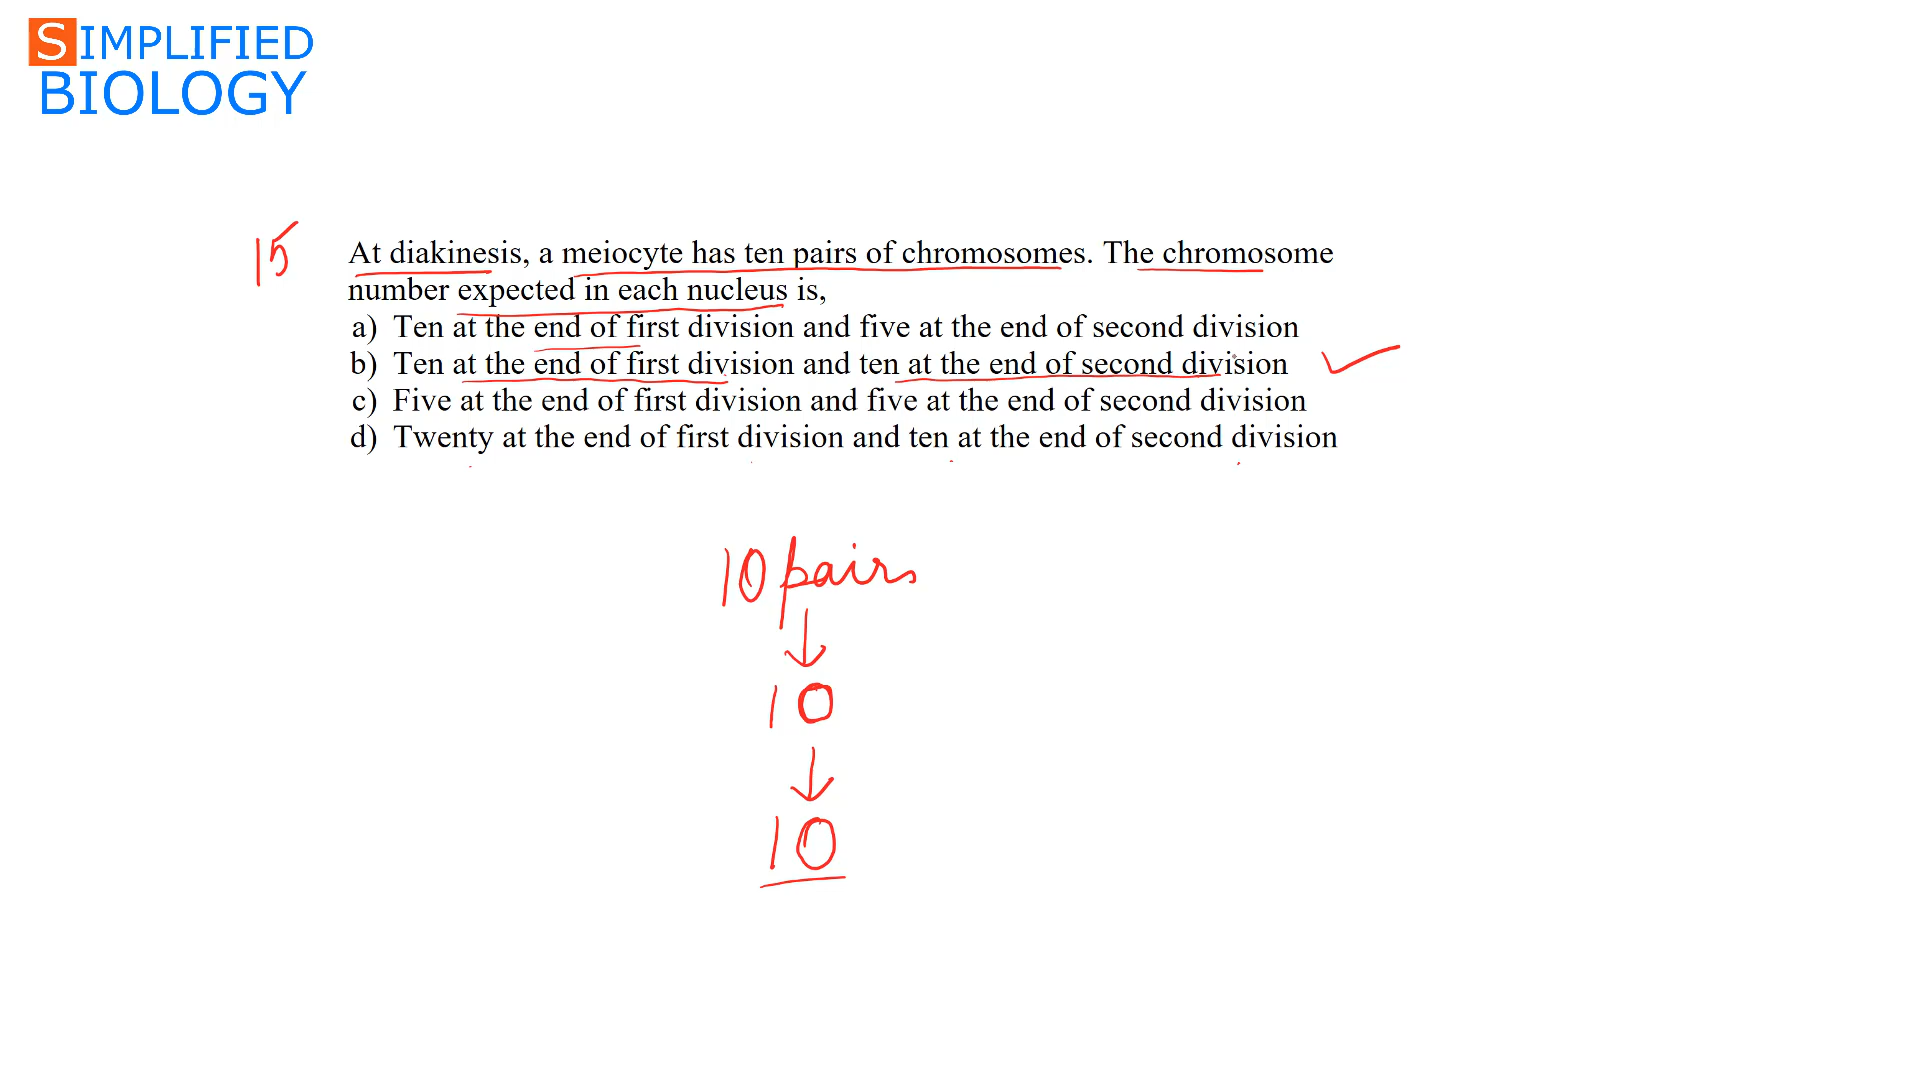 SIMPLIFIED
BIOLOGY
15 At diakinesis, a meiocyte has ten pairs of chromosomes. The chromosome
number expected in each nucleus is,
a) Ten at the end of first division and five at the end of second division
b) Ten at the end of first division and ten at the end of second division
c) Five at the end of first division and five at the end of second division
d) Twenty at the end of first division and ten at the end of second division
10 pairs
10
10